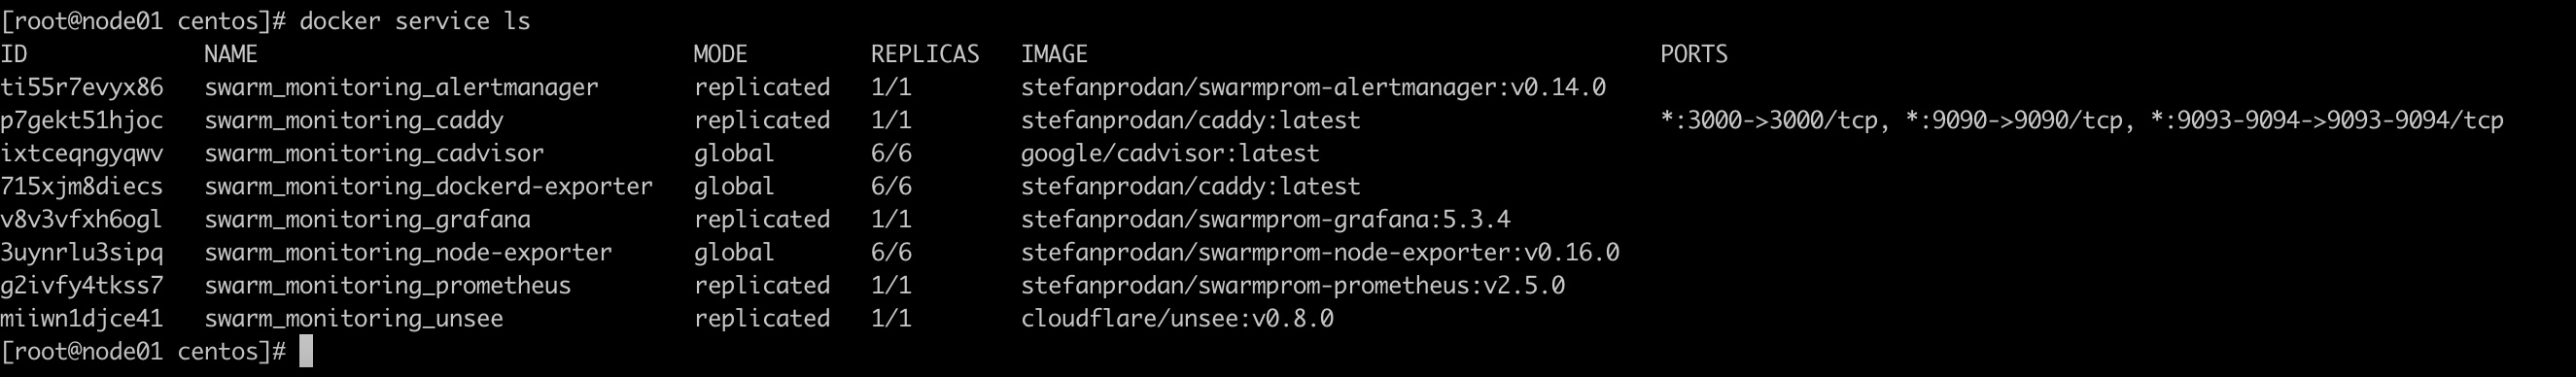 [root@node01 centos]# docker service ls
ID             NAME                                MODE         REPLICAS   IMAGE                                          PORTS
ti55r7evyx86   swarm_monitoring_alertmanager       replicated   1/1        stefanprodan/swarmprom-alertmanager:v0.14.0
p7gekt51hjoc   swarm_monitoring_caddy              replicated   1/1        stefanprodan/caddy:latest                      *:3000->3000/tcp, *:9090->9090/tcp, *:9093-9094->9093-9094/tcp
ixtceqngyqwv   swarm_monitoring_cadvisor           global       6/6        google/cadvisor:latest
715xjm8diecs   swarm_monitoring_dockerd-exporter   global       6/6        stefanprodan/caddy:latest
v8v3vfxh6ogl   swarm_monitoring_grafana            replicated   1/1        stefanprodan/swarmprom-grafana:5.3.4
3uynrlu3sipq   swarm_monitoring_node-exporter      global       6/6        stefanprodan/swarmprom-node-exporter:v0.16.0
g2ivfy4tkss7   swarm_monitoring_prometheus         replicated   1/1        stefanprodan/swarmprom-prometheus:v2.5.0
miiwn1djce41   swarm_monitoring_unsee              replicated   1/1        cloudflare/unsee:v0.8.0
[root@node01 centos]#